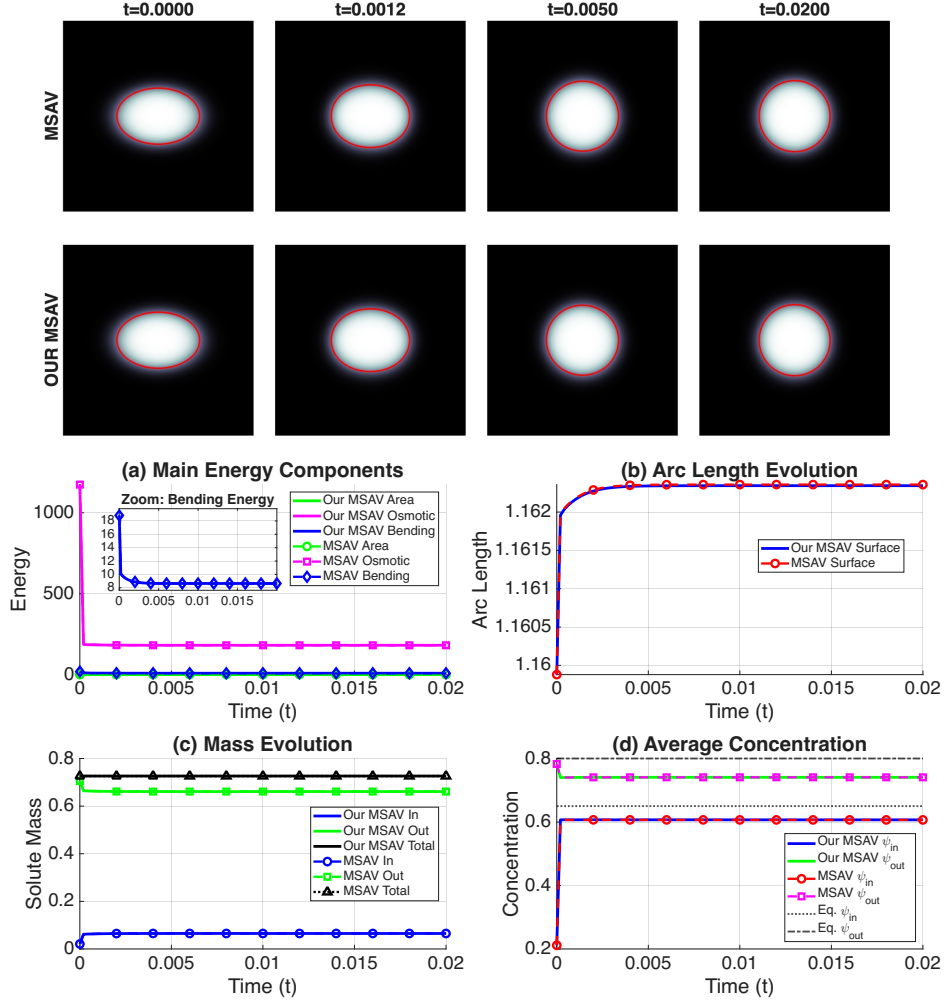 t=0.0000 t=0.0012 t=0.0050 t=0.0200
MSAV
OUR MSAV
(a) Main Energy Components
Zoom: Bending Energy
18
16
14
12
10
8
0 0.005 0.01 0.015
Our MSAV Area
Our MSAV Osmotic
Our MSAV Bending
MSAV Area
MSAV Osmotic
MSAV Bending
1000
500
0
Energy
0 0.005 0.01 0.015 0.02
Time (t)
(b) Arc Length Evolution
Our MSAV Surface
MSAV Surface
1.162
1.1615
1.161
1.1605
1.16
Arc Length
0 0.005 0.01 0.015 0.02
Time (t)
(c) Mass Evolution
0.8
0.6
0.4
0.2
0
Solute Mass
Our MSAV In
Our MSAV Out
Our MSAV Total
MSAV In
MSAV Out
MSAV Total
0 0.005 0.01 0.015 0.02
Time (t)
(d) Average Concentration
0.8
0.6
0.4
0.2
Concentration
Our MSAV ψ_in
Our MSAV ψ_out
MSAV ψ_in
MSAV ψ_out
Eq. ψ_in
Eq. ψ_out
0 0.005 0.01 0.015 0.02
Time (t)